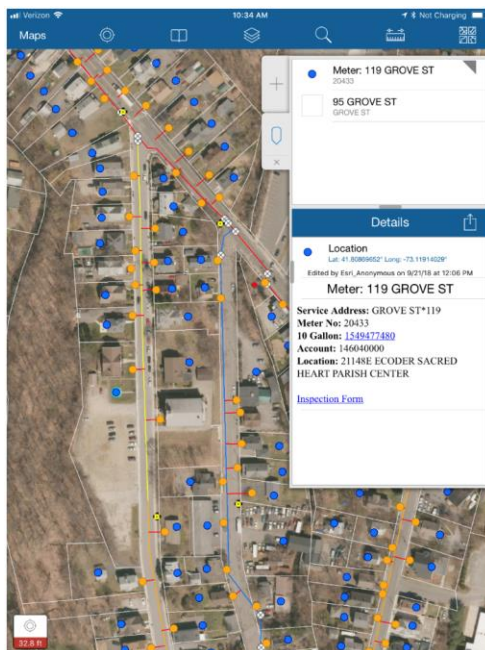 Verizon
10:34 AM
Not Charging
Maps
Meter: 119 GROVE ST
20433
95 GROVE ST
GROVE ST
Details
Location
Lat: 41.80869652° Long: -73.11914029°
Edited by Esri_Anonymous on 9/21/18 at 12:06 PM
Meter: 119 GROVE ST
Service Address: GROVE ST*119
Meter No: 20433
10 Gallon: 1549477480
Account: 146040000
Location: 21148E ECODER SACRED
HEART PARISH CENTER
Inspection Form
32.8 ft